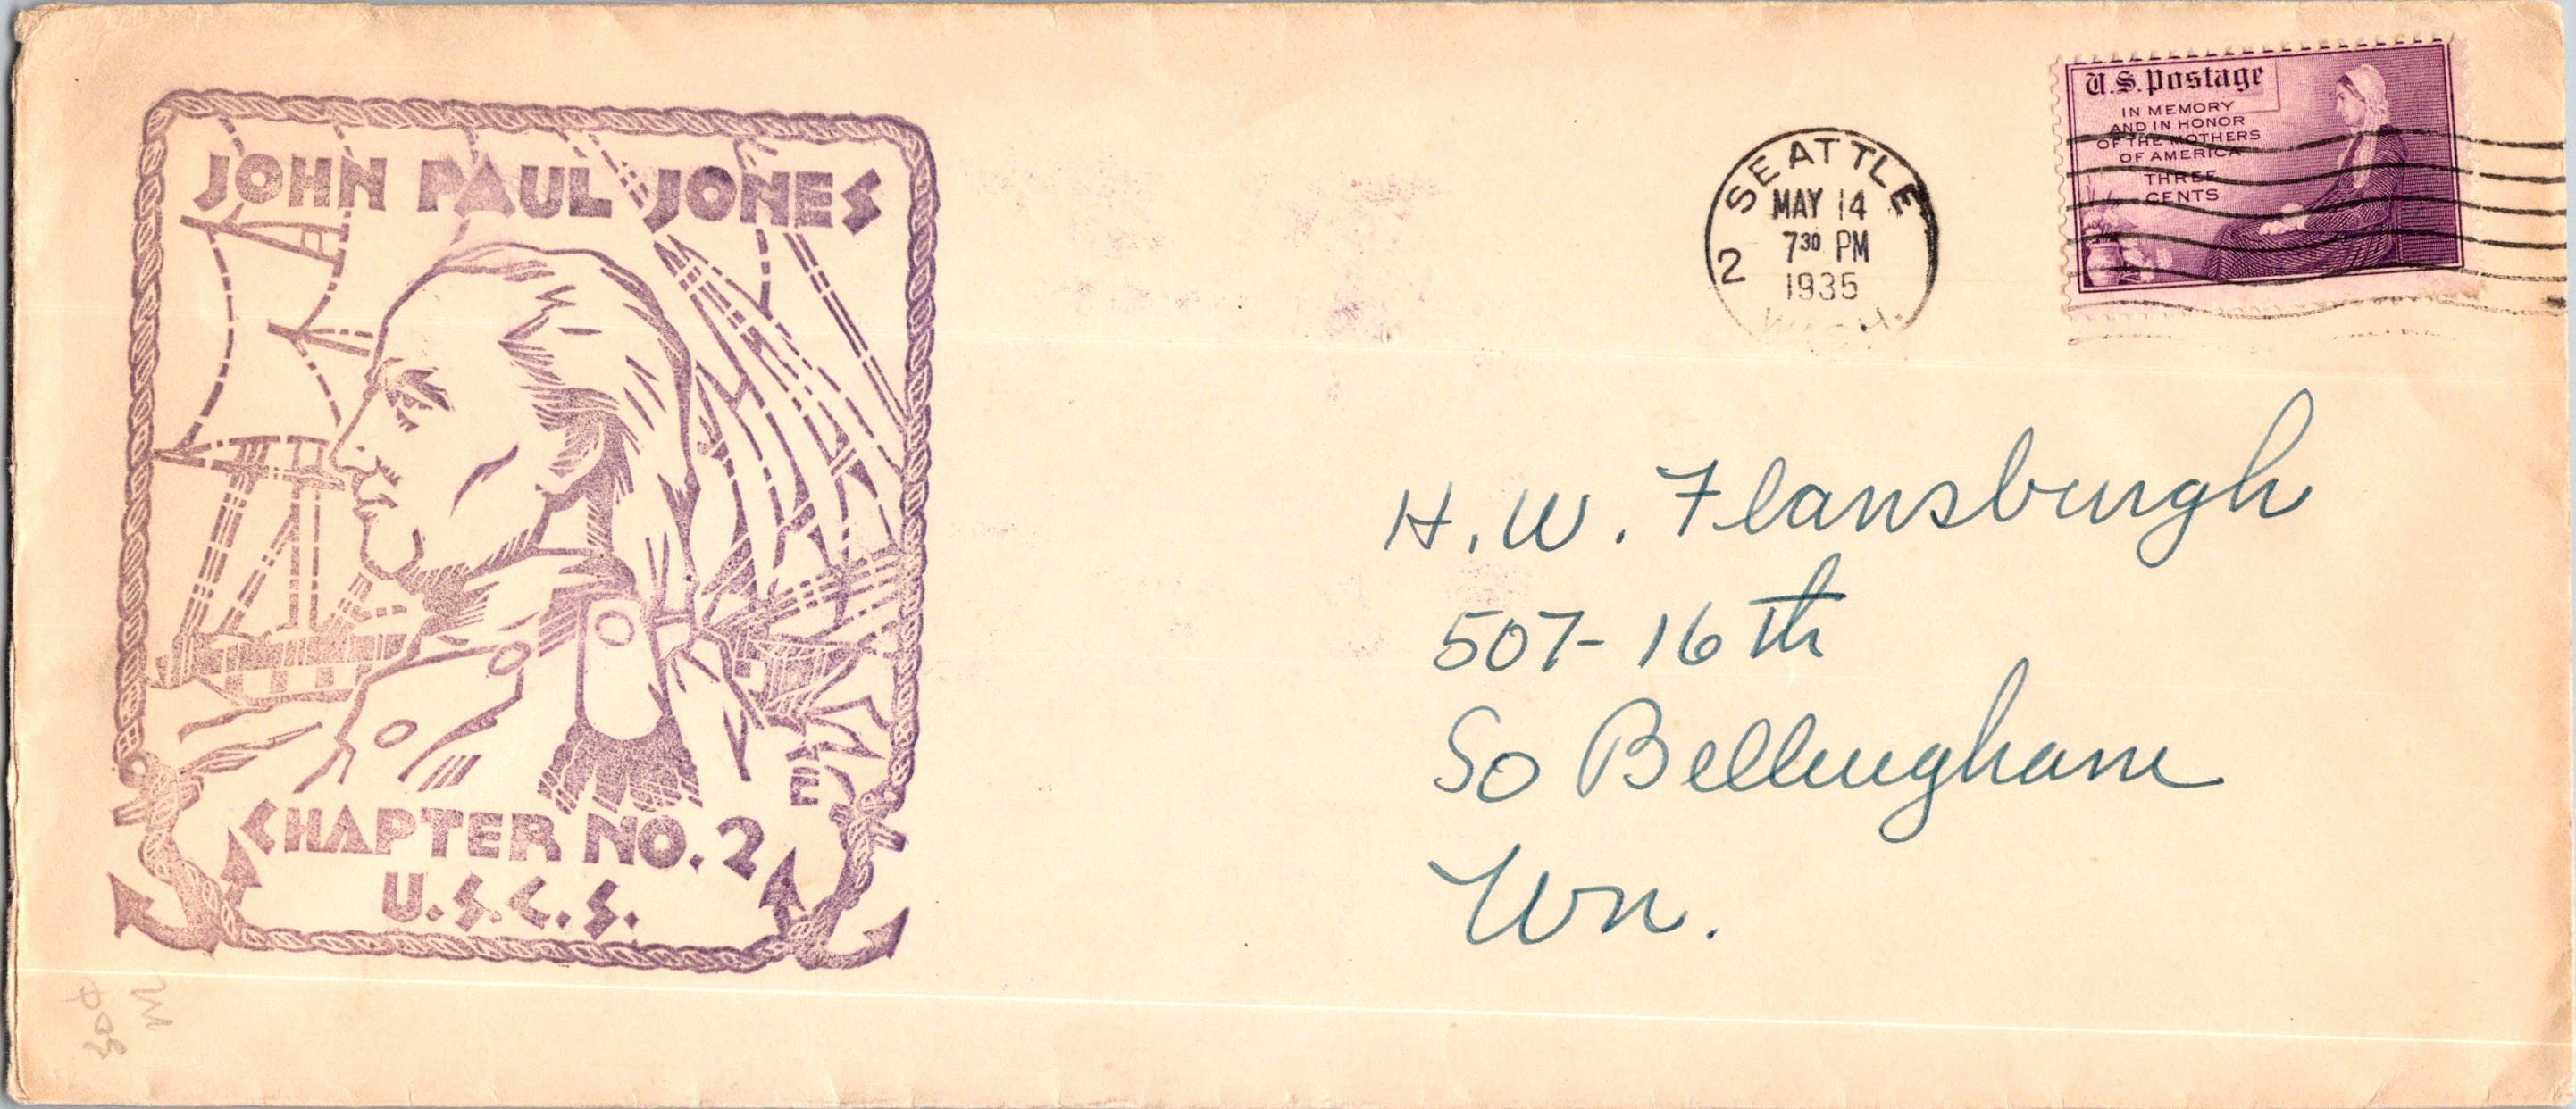 JOHN PAUL JONES
CHAPTER NO. 2
U.S.C.S.
SEATTLE
MAY 14
7 30 PM
1935
2
WASH.
U.S. Postage
IN MEMORY
AND IN HONOR
OF THE MOTHERS
OF AMERICA
THREE
CENTS
H. W. Flansburgh
507- 16th
So Bellingham
Wn.